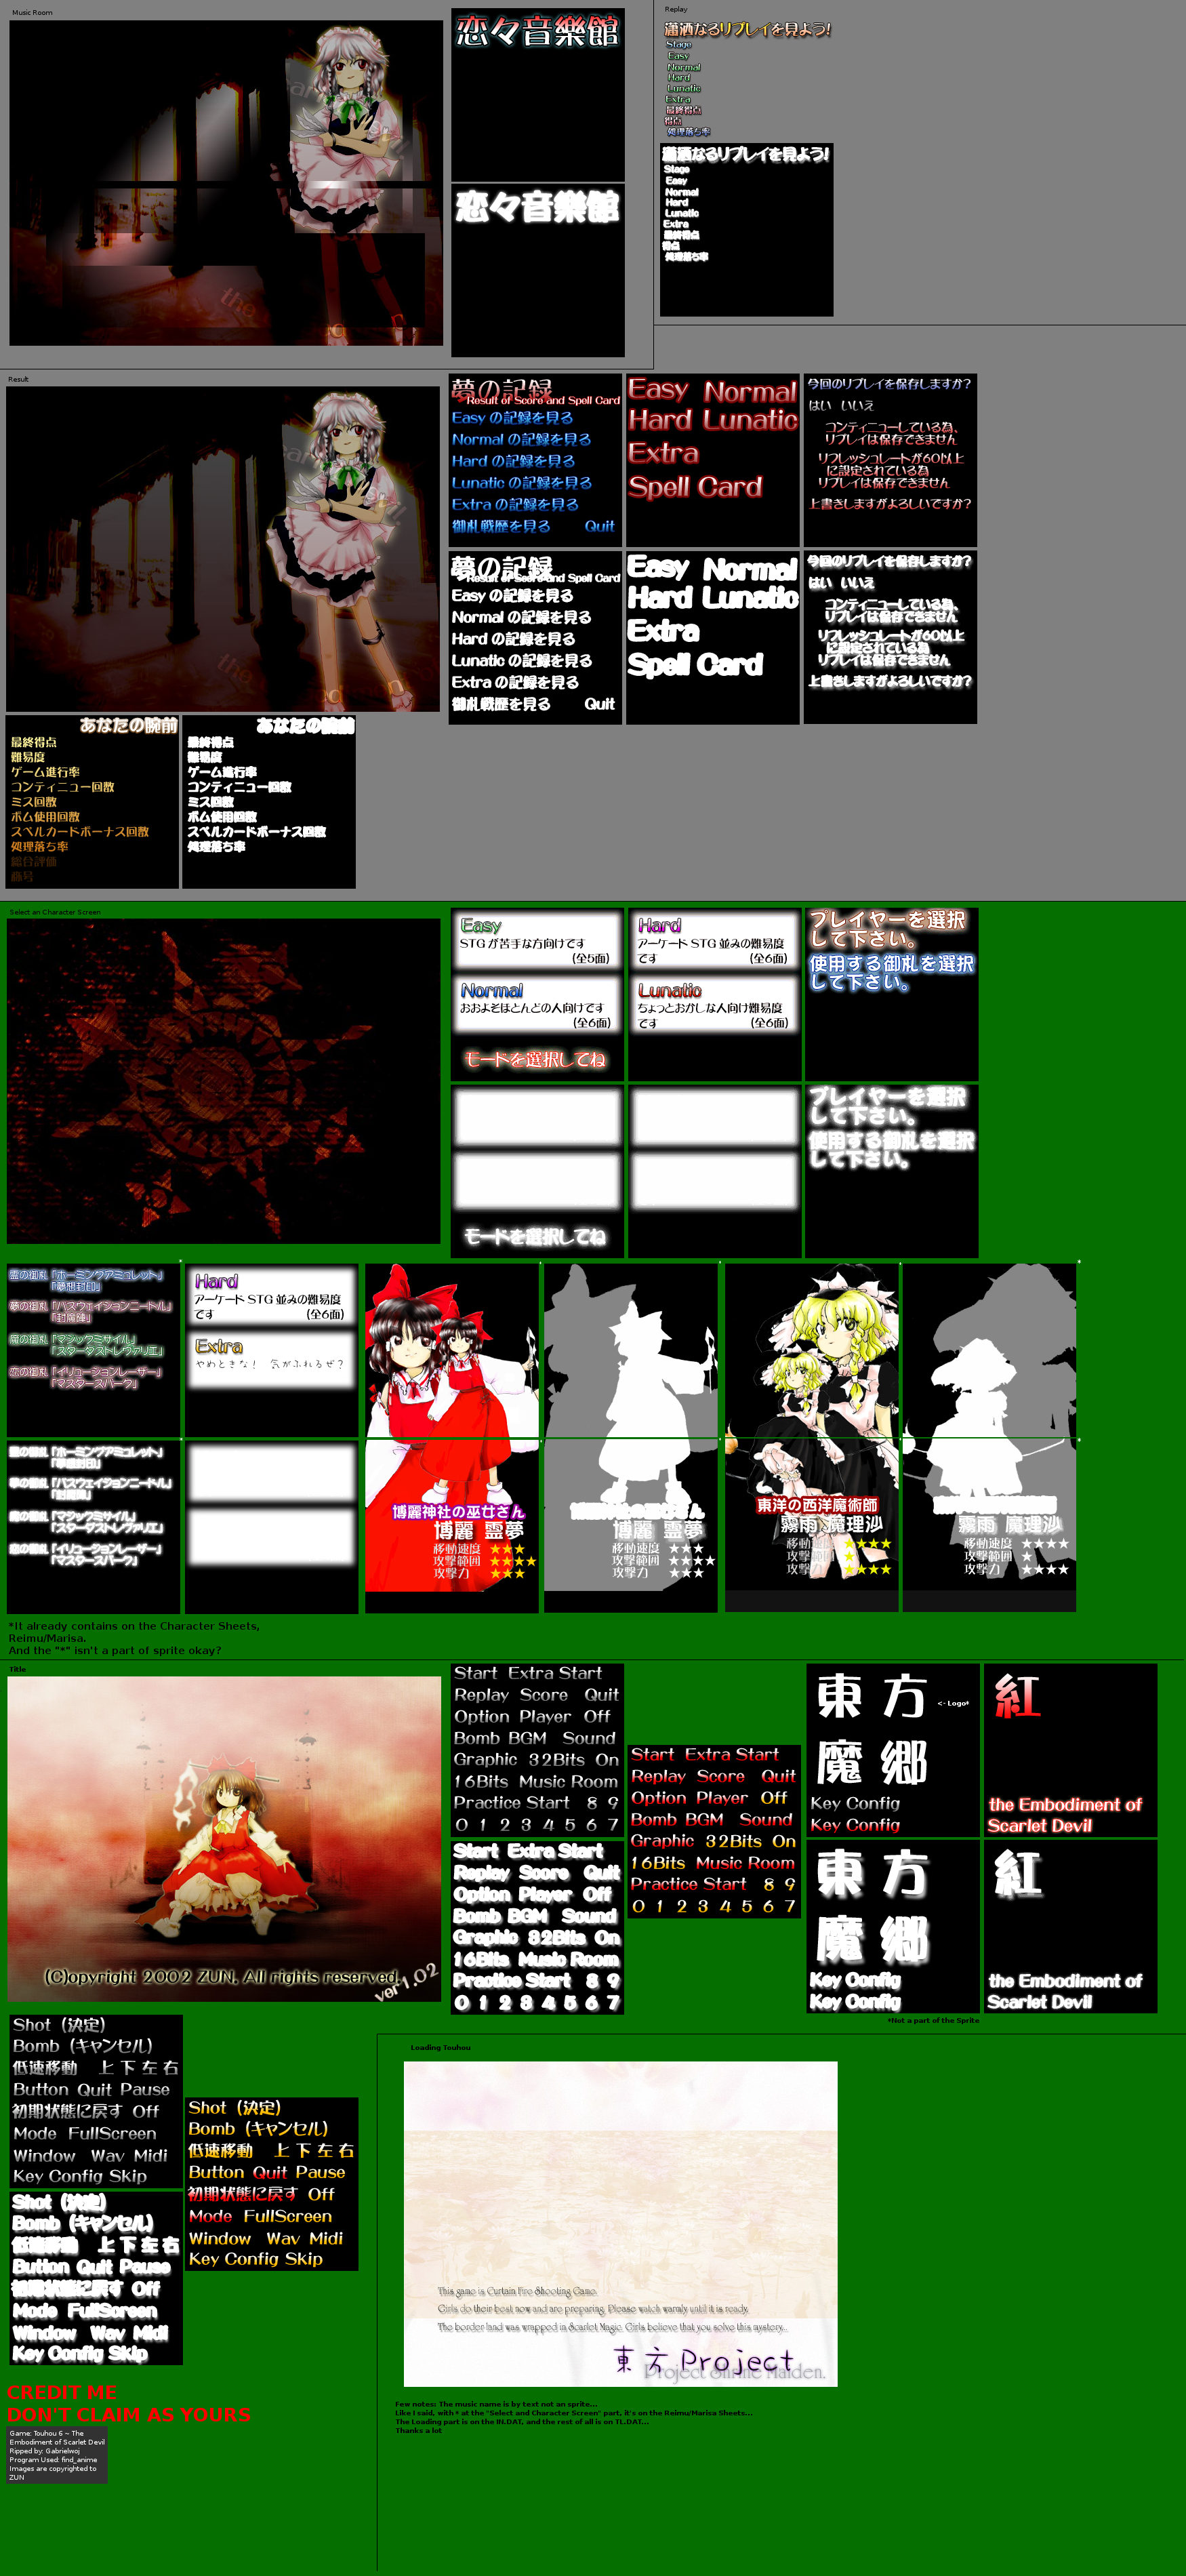 Music Room
恋々音樂館
恋々音樂館
Replay
瀟洒なるリプレイを見よう!
Stage
Easy
Normal
Hard
Lunatic
Extra
最終得点
得点
処理落ち率
瀟洒なるリプレイを見よう!
Stage
Easy
Normal
Hard
Lunatic
Extra
最終得点
得点
処理落ち率
Result
夢の記録
Result of Score and Spell Card
Easy の記録を見る
Normal の記録を見る
Hard の記録を見る
Lunatic の記録を見る
Extra の記録を見る
御札戦歴を見る Quit
Easy Normal
Hard Lunatic
Extra
Spell Card
今回のリプレイを保存しますか?
はい いいえ
コンティニューしている為、
リプレイは保存できません
リフレッシュレートが60以上
に設定されている為
リプレイは保存できません
上書きしますがよろしいですか?
夢の記録
Result of Score and Spell Card
Easy の記録を見る
Normal の記録を見る
Hard の記録を見る
Lunatic の記録を見る
Extra の記録を見る
御札戦歴を見る Quit
Easy Normal
Hard Lunatic
Extra
Spell Card
今回のリプレイを保存しますか?
はい いいえ
コンティニューしている為、
リプレイは保存できません
リフレッシュレートが60以上
に設定されている為
リプレイは保存できません
上書きしますがよろしいですか?
あなたの腕前
最終得点
難易度
ゲーム進行率
コンティニュー回数
ミス回数
ボム使用回数
スペルカードボーナス回数
処理落ち率
総合評価
称号
あなたの腕前
最終得点
難易度
ゲーム進行率
コンティニュー回数
ミス回数
ボム使用回数
スペルカードボーナス回数
処理落ち率
Select an Character Screen
Easy
STG が苦手な方向けです
(全5面)
Normal
おおよそほとんどの人向けです
(全6面)
モードを選択してね
Hard
アーケード STG 並みの難易度
です (全6面)
Lunatic
ちょっとおかしな人向け難易度
です (全6面)
プレイヤーを選択
して下さい。
使用する御札を選択
して下さい。
モードを選択してね
プレイヤーを選択
して下さい。
使用する御札を選択
して下さい。
霊の御札「ホーミングアミュレット」
「夢想封印」
夢の御札「パスウェイジョンニードル」
「封魔陣」
魔の御札「マジックミサイル」
「スターダストレヴァリエ」
恋の御札「イリュージョンレーザー」
「マスタースパーク」
Hard
アーケード STG 並みの難易度
です (全6面)
Extra
やめときな! 気がふれるぜ?
霊の御札「ホーミングアミュレット」
「夢想封印」
夢の御札「パスウェイジョンニードル」
「封魔陣」
魔の御札「マジックミサイル」
「スターダストレヴァリエ」
恋の御札「イリュージョンレーザー」
「マスタースパーク」
博麗神社の巫女さん
博麗 霊夢
移動速度 ★★★
攻撃範囲 ★★★★
攻撃力 ★★★
博麗 霊夢
移動速度 ★★★
攻撃範囲 ★★★★
攻撃力 ★★★
東洋の西洋魔術師
霧雨 魔理沙
移動速度 ★★★★
攻撃範囲 ★
攻撃力 ★★★★
霧雨 魔理沙
移動速度 ★★★★
攻撃範囲 ★
攻撃力 ★★★★
*It already contains on the Character Sheets,
Reimu/Marisa.
And the "*" isn't a part of sprite okay?
Title
(C)opyright 2002 ZUN, All rights reserved.
ver1.02
Start Extra Start
Replay Score Quit
Option Player Off
Bomb BGM Sound
Graphic 32Bits On
16Bits Music Room
Practice Start 8 9
0 1 2 3 4 5 6 7
Start Extra Start
Replay Score Quit
Option Player Off
Bomb BGM Sound
Graphic 32Bits On
16Bits Music Room
Practice Start 8 9
0 1 2 3 4 5 6 7
Start Extra Start
Replay Score Quit
Option Player Off
Bomb BGM Sound
Graphic 32Bits On
16Bits Music Room
Practice Start 8 9
0 1 2 3 4 5 6 7
東 方 <- Logo*
魔 郷
Key Config
Key Config
紅
the Embodiment of
Scarlet Devil
東 方
魔 郷
Key Config
Key Config
紅
the Embodiment of
Scarlet Devil
*Not a part of the Sprite
Shot (決定)
Bomb (キャンセル)
低速移動 上 下 左 右
Button Quit Pause
初期状態に戻す Off
Mode FullScreen
Window Wav Midi
Key Config Skip
Shot (決定)
Bomb (キャンセル)
低速移動 上 下 左 右
Button Quit Pause
初期状態に戻す Off
Mode FullScreen
Window Wav Midi
Key Config Skip
Shot (決定)
Bomb (キャンセル)
低速移動 上 下 左 右
Button Quit Pause
初期状態に戻す Off
Mode FullScreen
Window Wav Midi
Key Config Skip
Loading Touhou
This game is Curtain Fire Shooting Game.
Girls do their best now and are preparing. Please watch warmly until it is ready.
The border land was wrapped in Scarlet Magic. Girls believe that you solve this mystery...
東方Project
Project Shrine Maiden.
Few notes: The music name is by text not an sprite...
Like I said, with * at the "Select and Character Screen" part, it's on the Reimu/Marisa Sheets...
The Loading part is on the IN.DAT, and the rest of all is on TL.DAT...
Thanks a lot
CREDIT ME
DON'T CLAIM AS YOURS
Game: Touhou 6 ~ The
Embodiment of Scarlet Devil
Ripped by: Gabrielwoj
Program Used: find_anime
Images are copyrighted to
ZUN